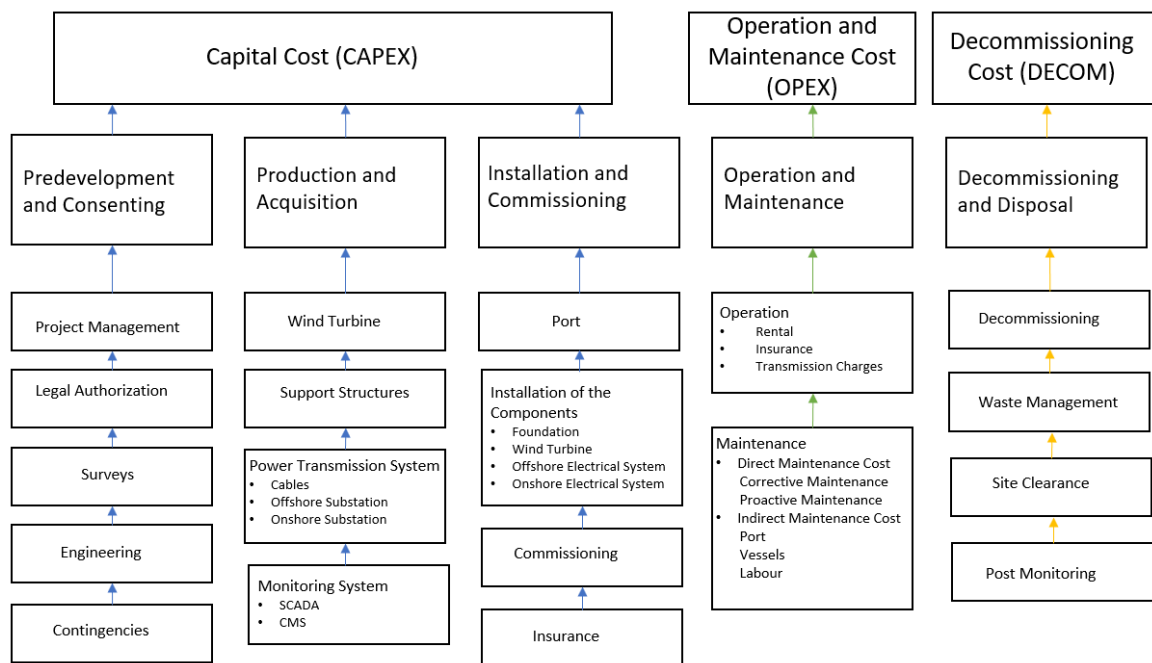 Capital Cost (CAPEX)
Operation and
Maintenance Cost
(OPEX)
Decommissioning
Cost (DECOM)
Predevelopment
and Consenting
Production and
Acquisition
Installation and
Commissioning
Operation and
Maintenance
Decommissioning
and Disposal
Project Management
Legal Authorization
Surveys
Engineering
Contingencies
Wind Turbine
Support Structures
Power Transmission System
• Cables
• Offshore Substation
• Onshore Substation
Monitoring System
• SCADA
• CMS
Port
Installation of the
Components
• Foundation
• Wind Turbine
• Offshore Electrical System
• Onshore Electrical System
Commissioning
Insurance
Operation
• Rental
• Insurance
• Transmission Charges
Maintenance
• Direct Maintenance Cost
Corrective Maintenance
Proactive Maintenance
• Indirect Maintenance Cost
Port
Vessels
Labour
Decommissioning
Waste Management
Site Clearance
Post Monitoring